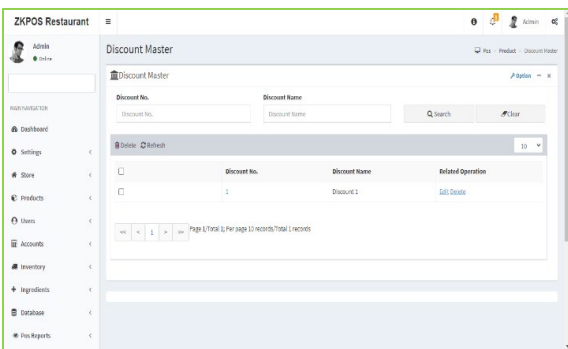 ZKPOS Restaurant
Admin
Admin
Online
Discount Master
Pos - Product - Discount Master
Discount Master
Option
Discount No.
Discount Name
Discount No.
Discount Name
Search
Clear
MAIN NAVIGATOR
Dashboard
Settings
Store
Products
Users
Accounts
Inventory
Ingredients
Database
Pos Reports
Delete Refresh
10
Discount No. Discount Name Related Operation
1 Discount 1 Edit Delete
<< < 1 > >> Page 1/Total 1; Per page 10 records/Total 1 records